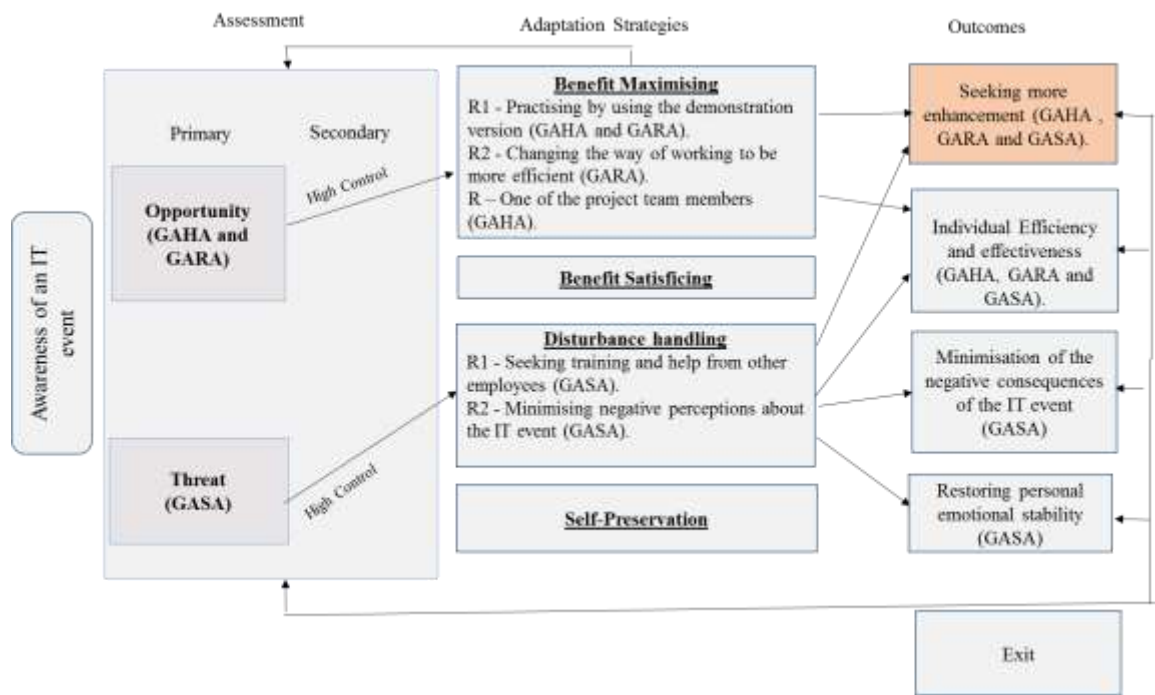 Assessment
Adaptation Strategies
Outcomes
Primary
Secondary
Awareness of an IT
event
Opportunity
(GAHA and
GARA)
High Control
Threat
(GASA)
High Control
Benefit Maximising
R1 - Practising by using the demonstration
version (GAHA and GARA).
R2 - Changing the way of working to be
more efficient (GARA).
R – One of the project team members
(GAHA).
Benefit Satisficing
Disturbance handling
R1 - Seeking training and help from other
employees (GASA).
R2 - Minimising negative perceptions about
the IT event (GASA).
Self-Preservation
Seeking more
enhancement (GAHA ,
GARA and GASA).
Individual Efficiency
and effectiveness
(GAHA, GARA and
GASA).
Minimisation of the
negative consequences
of the IT event
(GASA)
Restoring personal
emotional stability
(GASA)
Exit